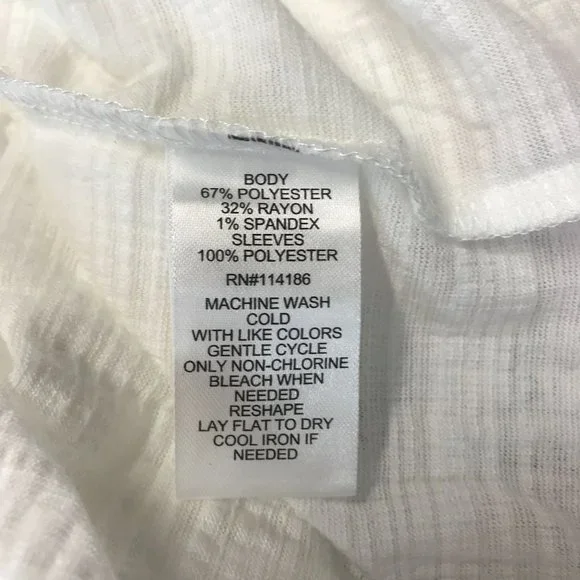 BODY
67% POLYESTER
32% RAYON
1% SPANDEX
SLEEVES
100% POLYESTER
RN#114186
MACHINE WASH
COLD
WITH LIKE COLORS
GENTLE CYCLE
ONLY NON-CHLORINE
BLEACH WHEN
NEEDED
RESHAPE
LAY FLAT TO DRY
COOL IRON IF
NEEDED